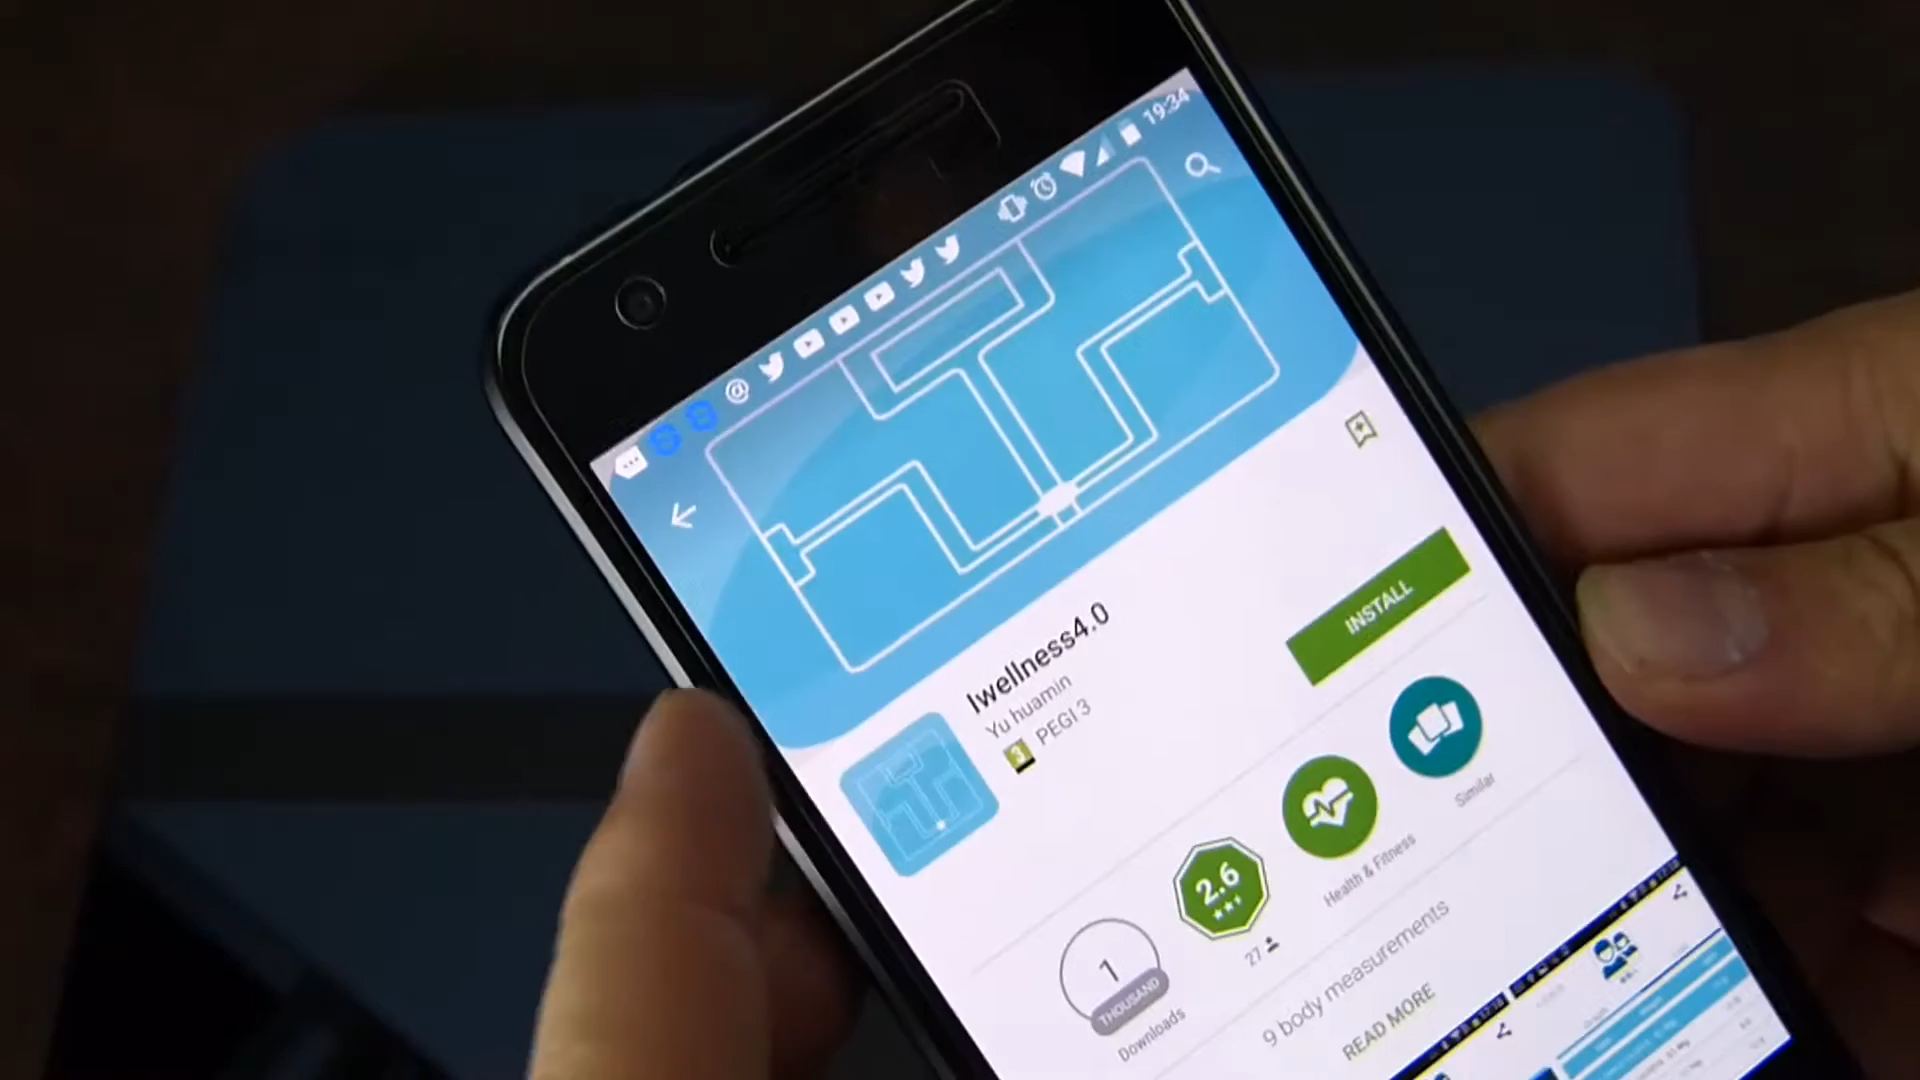 19:34
Iwellness4.0
Yu huamin
3 PEGI 3
INSTALL
1
THOUSAND
Downloads
2.6
27
Health & Fitness
Similar
9 body measurements
READ MORE